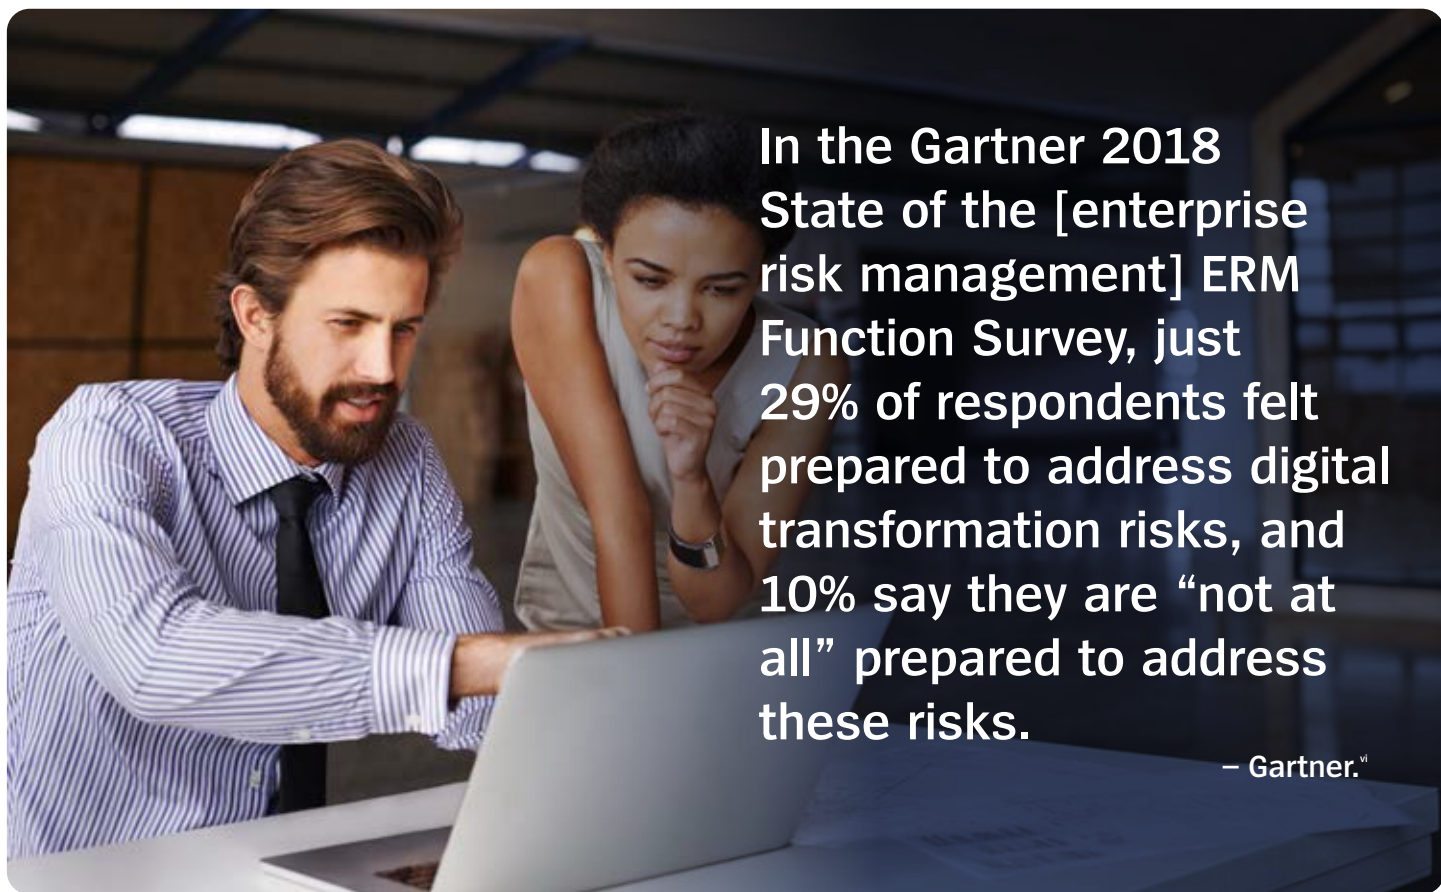 In the Gartner 2018
State of the [enterprise
risk management] ERM
Function Survey, just
29% of respondents felt
prepared to address digital
transformation risks, and
10% say they are “not at
all” prepared to address
these risks.
– Gartner.vi